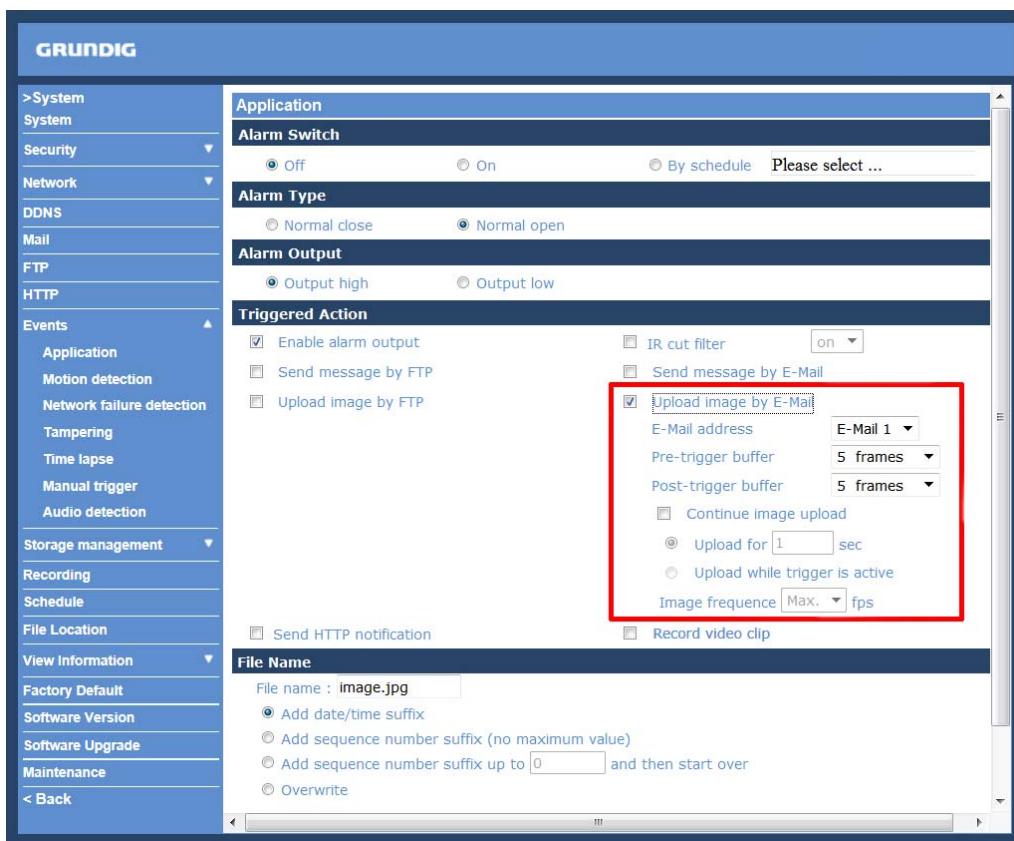 GRUNDIG
>System
System
Security
Network
DDNS
Mail
FTP
HTTP
Events
Application
Motion detection
Network failure detection
Tampering
Time lapse
Manual trigger
Audio detection
Storage management
Recording
Schedule
File Location
View Information
Factory Default
Software Version
Software Upgrade
Maintenance
< Back
Application
Alarm Switch
Off On By schedule Please select ...
Alarm Type
Normal close Normal open
Alarm Output
Output high Output low
Triggered Action
Enable alarm output IR cut filter on
Send message by FTP Send message by E-Mail
Upload image by FTP Upload image by E-Mail
E-Mail address E-Mail 1
Pre-trigger buffer 5 frames
Post-trigger buffer 5 frames
Continue image upload
Upload for 1 sec
Upload while trigger is active
Image frequence Max. fps
Send HTTP notification Record video clip
File Name
File name : image.jpg
Add date/time suffix
Add sequence number suffix (no maximum value)
Add sequence number suffix up to 0 and then start over
Overwrite